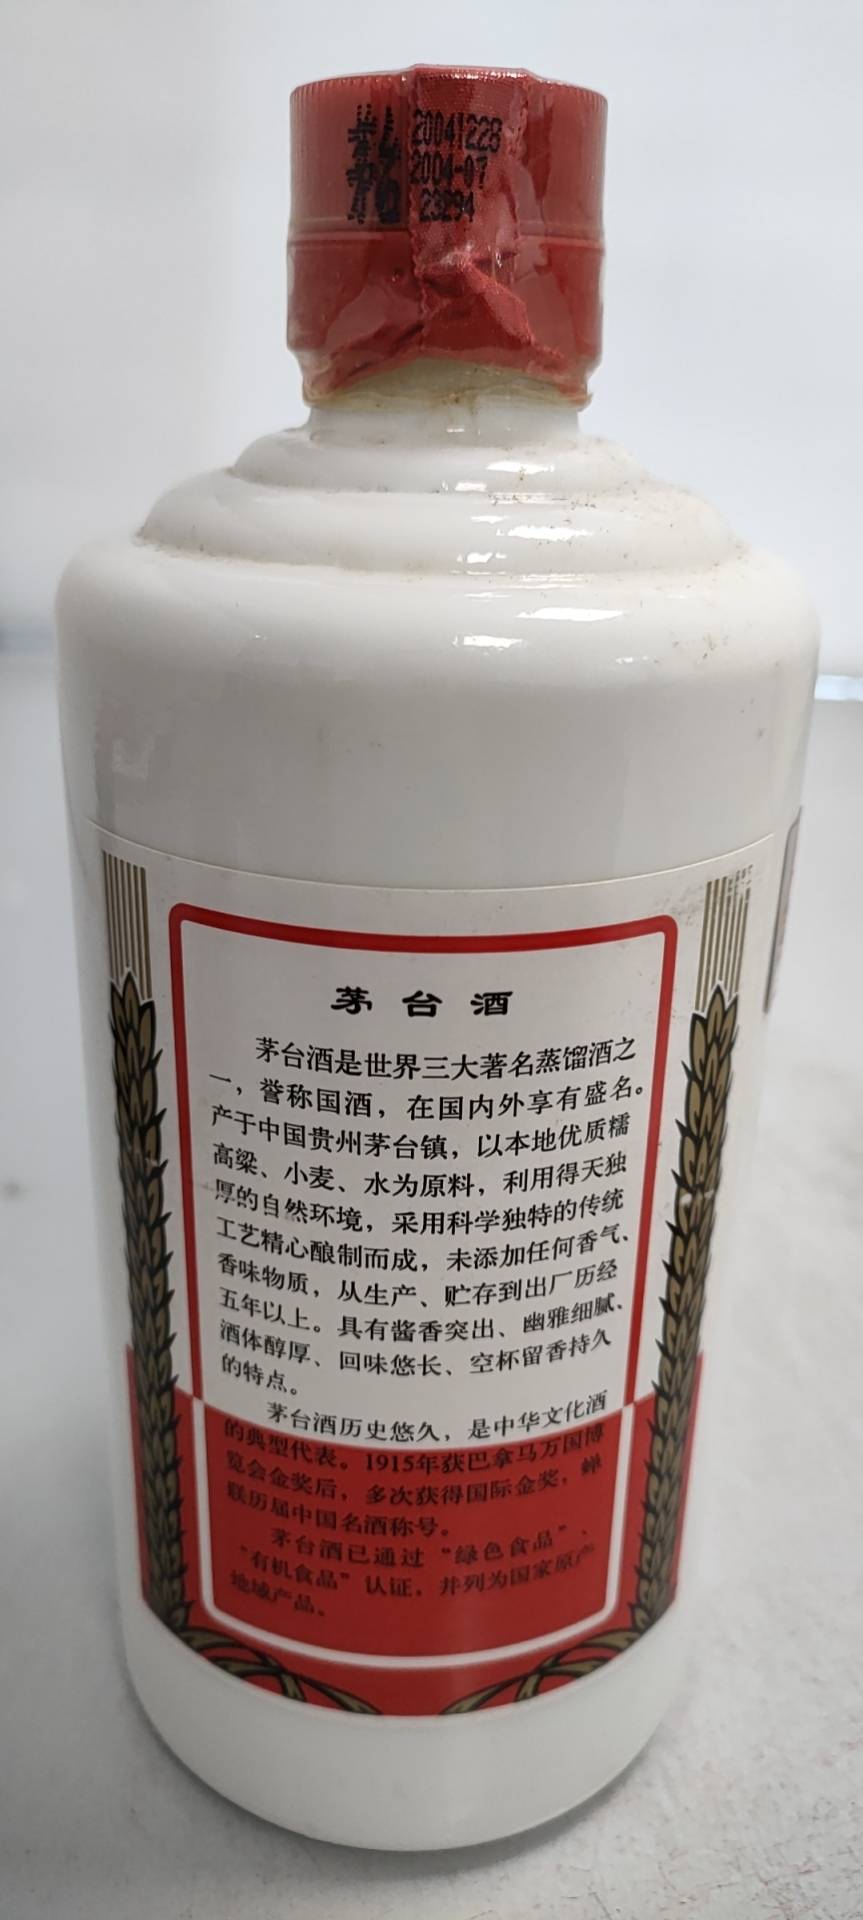 20041228
2004-07
23294
茅台酒
茅台酒是世界三大著名蒸馏酒之
一，誉称国酒，在国内外享有盛名。
产于中国贵州茅台镇，以本地优质糯
高粱、小麦、水为原料，利用得天独
厚的自然环境，采用科学独特的传统
工艺精心酿制而成，未添加任何香气、
香味物质，从生产、贮存到出厂历经
五年以上。具有酱香突出、幽雅细腻、
酒体醇厚、回味悠长、空杯留香持久
的特点。
茅台酒历史悠久，是中华文化酒
的典型代表。1915年获巴拿马万国博
览会金奖后，多次获得国际金奖，蝉
联历届中国名酒称号。
茅台酒已通过“绿色食品”、
“有机食品”认证，并列为国家原产
地域产品。